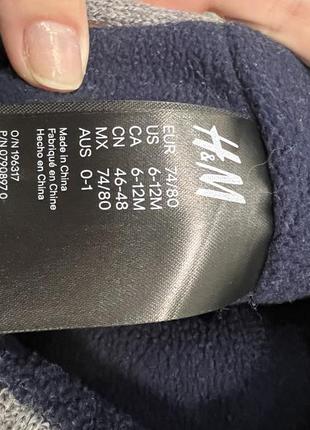 H&M
EUR 74/80
US 6-12M
CA 6-12M
CN 46-48
MX 74/80
AUS 0-1
Made in China
Fabriqué en Chine
Hecho en China
O/N 196317
P/N 0790897 0